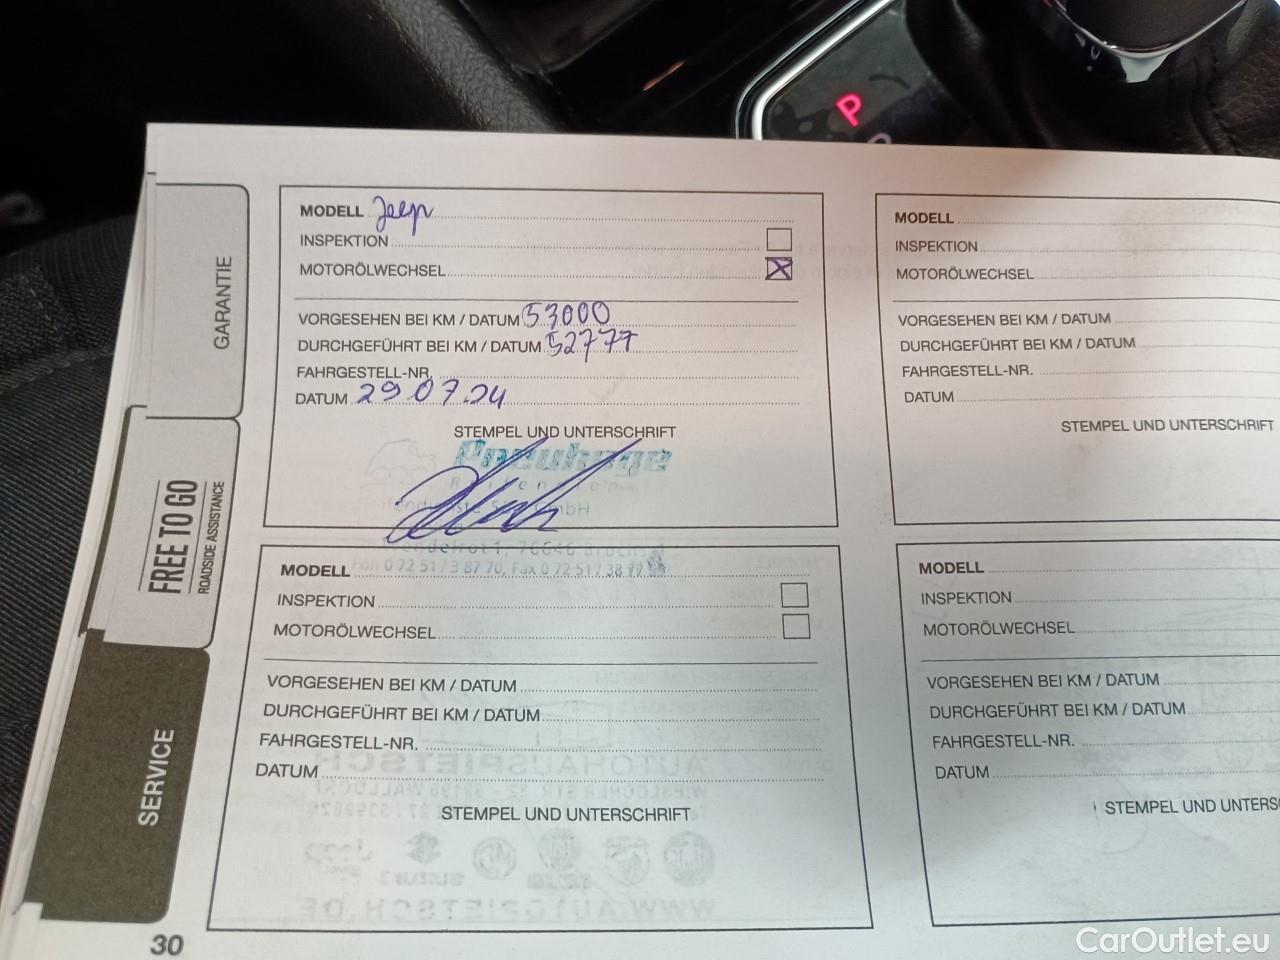 P
GARANTIE
FREE TO GO
ROADSIDE ASSISTANCE
SERVICE
MODELL Jeep
INSPEKTION
MOTORÖLWECHSEL
VORGESEHEN BEI KM / DATUM 53000
DURCHGEFÜHRT BEI KM / DATUM 52777
FAHRGESTELL-NR.
DATUM 29.07.24
STEMPEL UND UNTERSCHRIFT
Pneuhage
MODELL
INSPEKTION
MOTORÖLWECHSEL
VORGESEHEN BEI KM / DATUM
DURCHGEFÜHRT BEI KM / DATUM
FAHRGESTELL-NR.
DATUM
STEMPEL UND UNTERSCHRIFT
MODELL
INSPEKTION
MOTORÖLWECHSEL
VORGESEHEN BEI KM / DATUM
DURCHGEFÜHRT BEI KM / DATUM
FAHRGESTELL-NR.
DATUM
STEMPEL UND UNTERSCHRIFT
MODELL
INSPEKTION
MOTORÖLWECHSEL
VORGESEHEN BEI KM / DATUM
DURCHGEFÜHRT BEI KM / DATUM
FAHRGESTELL-NR.
DATUM
STEMPEL UND UNTERS
30
CarOutlet.eu